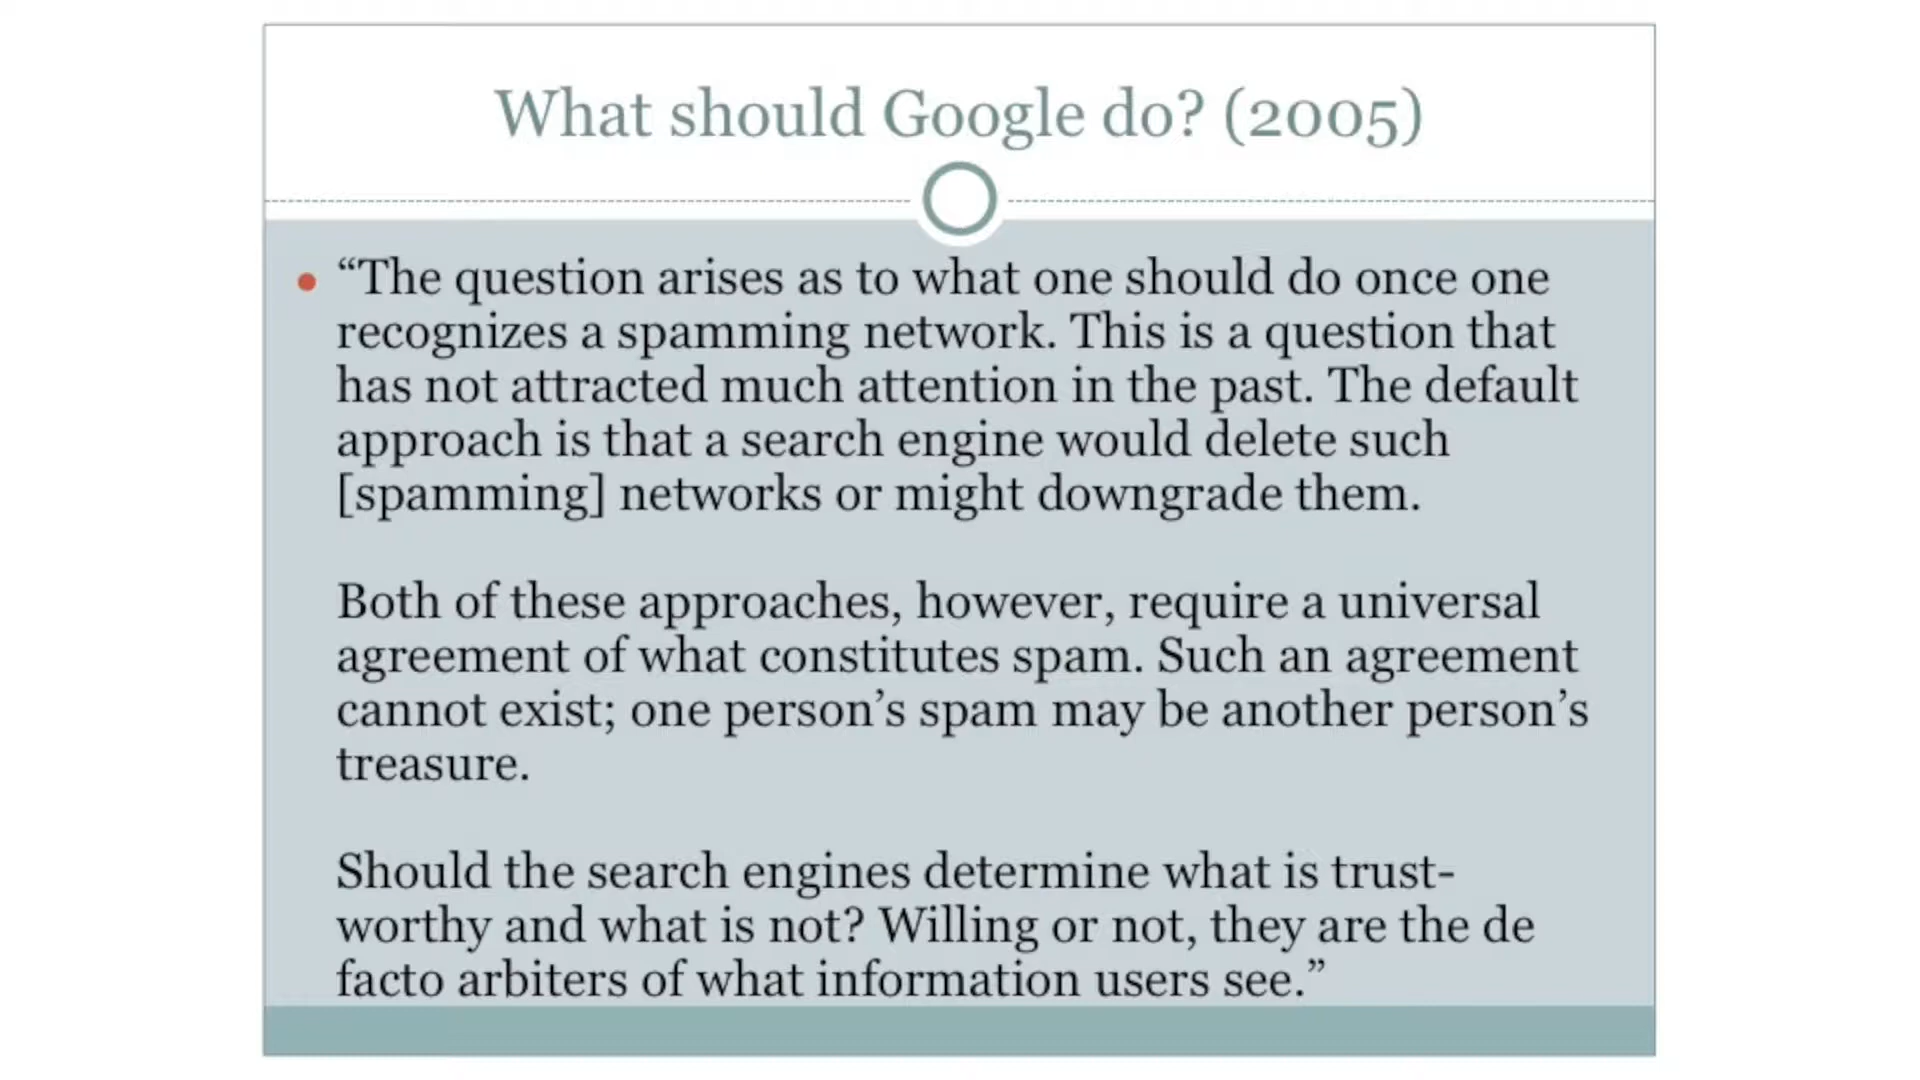 What should Google do? (2005)
“The question arises as to what one should do once one
recognizes a spamming network. This is a question that
has not attracted much attention in the past. The default
approach is that a search engine would delete such
[spamming] networks or might downgrade them.
Both of these approaches, however, require a universal
agreement of what constitutes spam. Such an agreement
cannot exist; one person’s spam may be another person’s
treasure.
Should the search engines determine what is trust-
worthy and what is not? Willing or not, they are the de
facto arbiters of what information users see.”